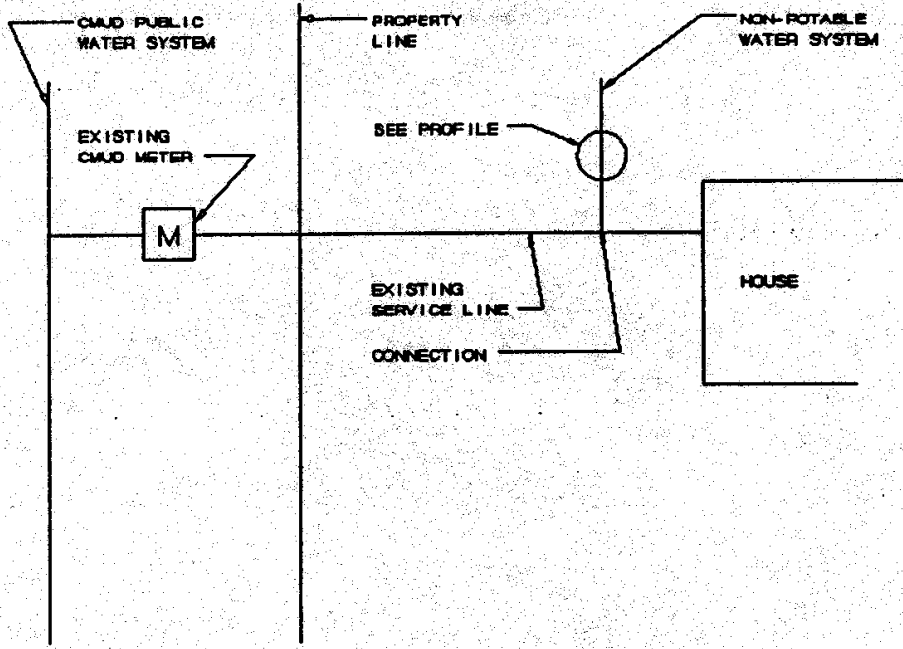 CMUD PUBLIC
WATER SYSTEM
PROPERTY
LINE
NON-POTABLE
WATER SYSTEM
EXISTING
CMUD METER
SEE PROFILE
M
HOUSE
EXISTING
SERVICE LINE
CONNECTION